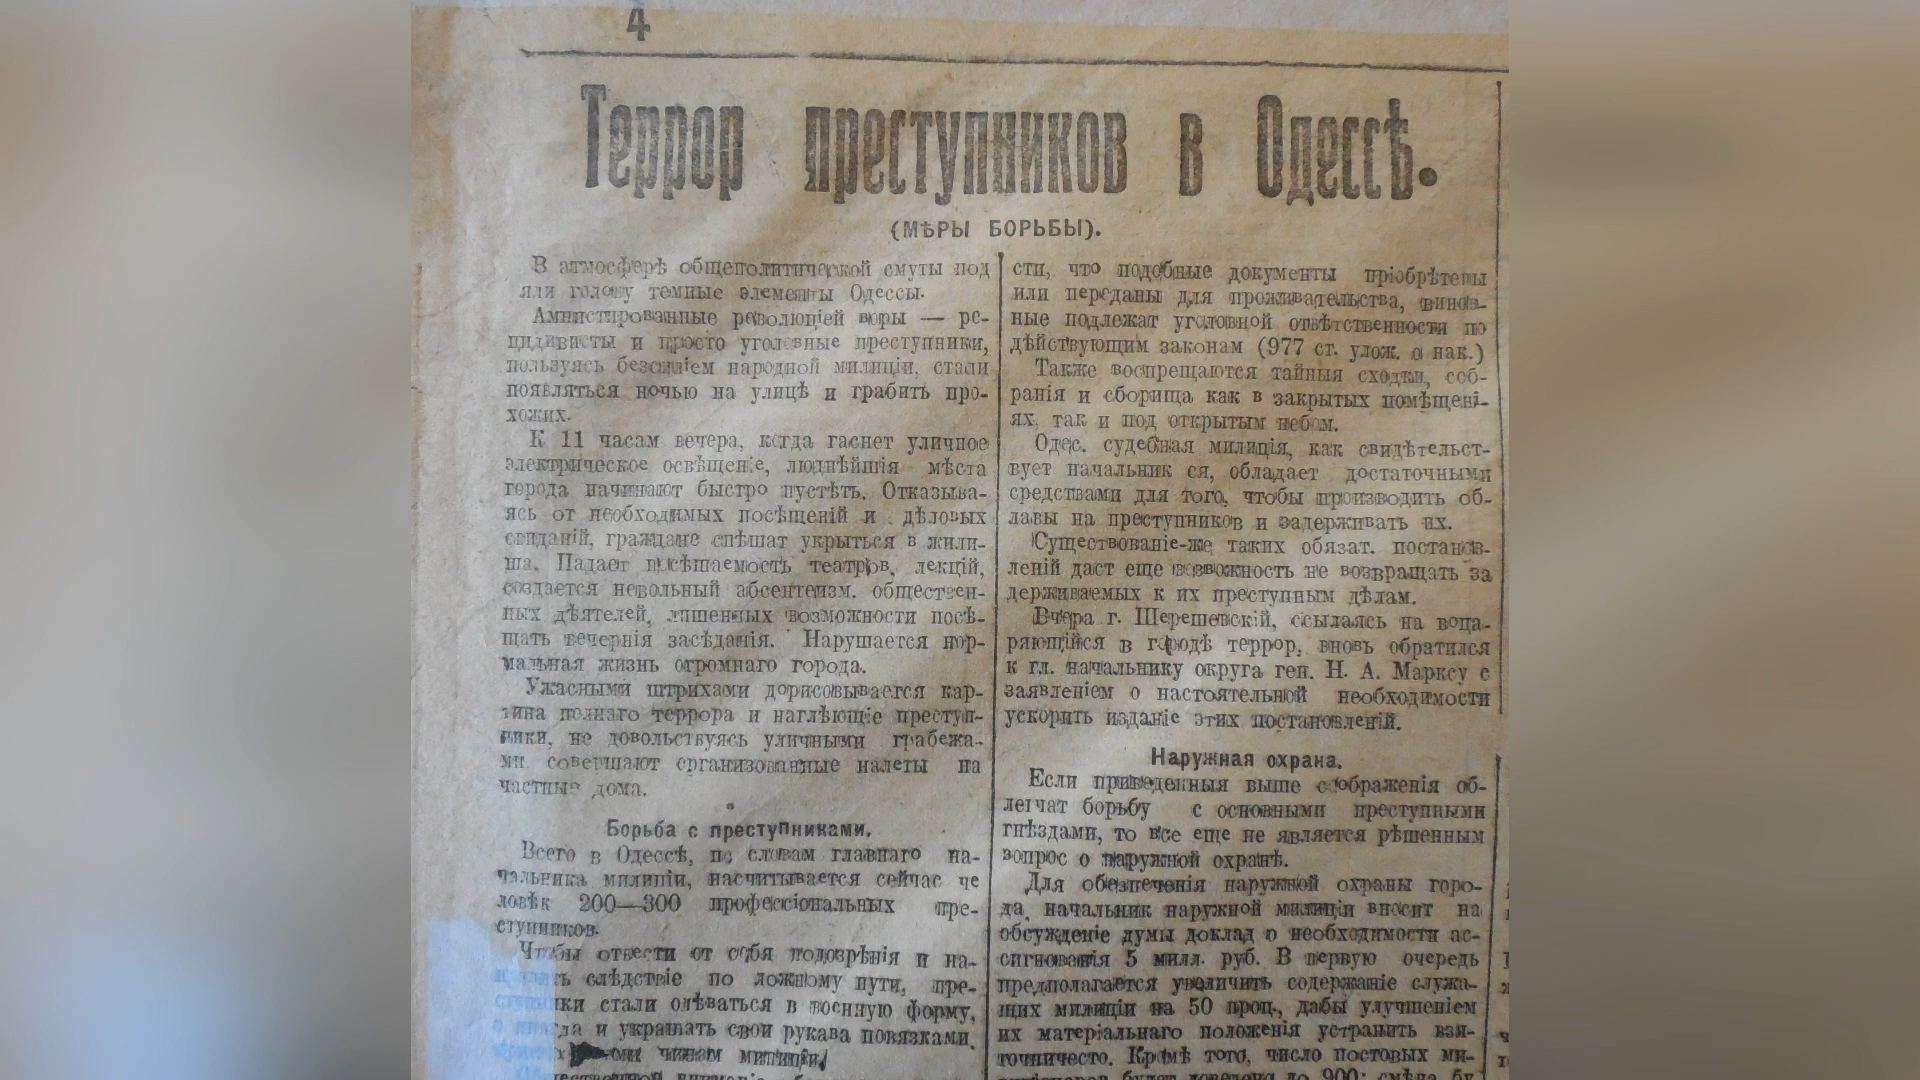 4
Террор преступников в Одессѣ.
(МѢРЫ БОРЬБЫ).
В атмосферѣ общеполитической смуты под
яли голову темные элементы Одессы.
Амнистированные революціей воры — ре-
цидивисты и просто уголовные преступники,
пользуясь безсиліем народной милиціи, стали
появляться ночью на улицѣ и грабить про-
хожих.
К 11 часам вечера, когда гаснет уличное
электрическое освѣщеніе, люднѣйшія мѣста
города начинают быстро пустѣть. Отказыва-
ясь от необходимых посѣщеній и дѣловых
свиданій, граждане спѣшат укрыться в жили-
ща. Падает посѣщаемость театров, лекцій,
создается невольный абсентеизм. обществен-
ных дѣятелей, лишенных возможности посѣ-
щать вечернія засѣданія. Нарушается нор-
мальная жизнь огромнаго города.
Ужасными штрихами дорисовывается кар-
тина полнаго террора и наглѣющіе преступ-
ники, не довольствуясь уличными грабежа-
ми совершают организованные налеты на
частные дома.
Борьба с преступниками.
Всего в Одессѣ, по словам главнаго на-
чальника милиціи, насчитывается сейчас че
ловѣк 200—300 профессіональных пре-
ступников.
Чтобы отвести от себя подозрѣнія и на-
слѣдствіе по ложному пути, пре-
ступники стали одѣваться в военную форму,
и украшать свои рукава повязками,
чинам милиціи
сти, что подобные документы пріобрѣтены
или переданы для проживательства, винов-
ные подлежат уголовной отвѣтственности по
дѣйствующим законам (977 ст. улож. о нак.)
Также воспрещаются тайныя сходки, соб-
ранія и сборища как в закрытых помѣщені-
ях, так и под открытым небом.
Одес. судебная милиція, как свидѣтельст-
вует начальник ея, обладает достаточными
средствами для того, чтобы производить об-
лавы на преступников и задерживать их.
Существованіе-же таких обязат. постанов-
леній даст еще возможность не возвращать за
держиваемых к их преступным дѣлам.
Вчера г. Шерешевскій, ссылаясь на воца-
ряющійся в городѣ террор, вновь обратился
к гл. начальнику округа ген. Н. А. Марксу с
заявленіем о настоятельной необходимости
ускорить изданіе этих постановленій.
Наружная охрана.
Если приведенныя выше соображенія об-
легчат борьбу с основными преступными
гнѣздами, то все еще не является рѣшенным
вопрос о наружной охранѣ.
Для обезпеченія наружной охраны горо-
да, начальник наружной милиціи вносит на
обсужденіе думы доклад о необходимости ас-
сигнованія 5 милл. руб. В первую очередь
предполагается увеличить содержаніе служа-
щих милиціи на 50 проц., дабы улучшеніем
их матеріальнаго положенія устранить взя-
точничесто. Кромѣ того, число постовых ми-
будет доведено до 900; смѣна бу